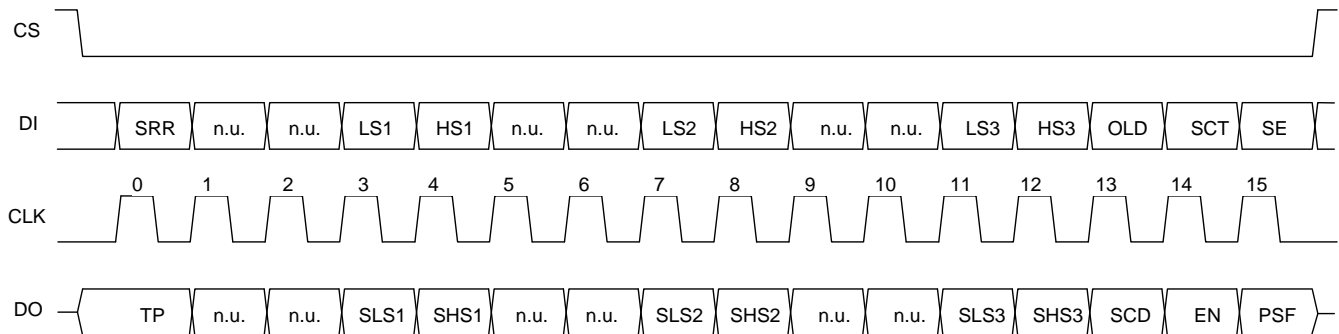 CS
DI SRR n.u. n.u. LS1 HS1 n.u. n.u. LS2 HS2 n.u. n.u. LS3 HS3 OLD SCT SE
0 1 2 3 4 5 6 7 8 9 10 11 12 13 14 15
CLK
DO TP n.u. n.u. SLS1 SHS1 n.u. n.u. SLS2 SHS2 n.u. n.u. SLS3 SHS3 SCD EN PSF